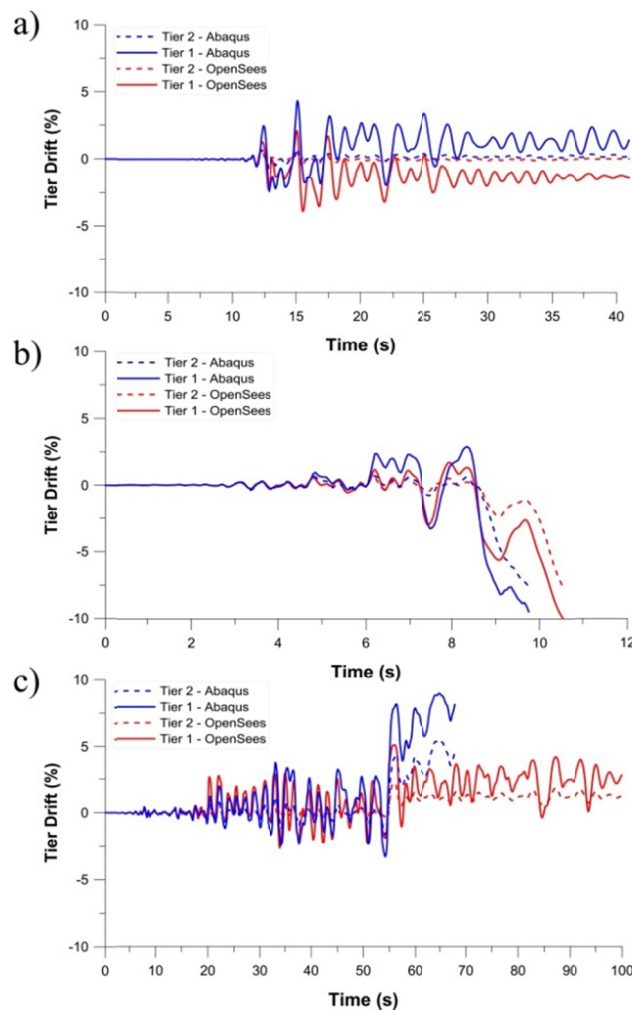 a)
10
Tier 2 - Abaqus
Tier 1 - Abaqus
Tier 2 - OpenSees
Tier 1 - OpenSees
5
0
-5
-10
Tier Drift (%)
0 5 10 15 20 25 30 35 40
Time (s)
b)
10
Tier 2 - Abaqus
Tier 1 - Abaqus
Tier 2 - OpenSees
Tier 1 - OpenSees
5
0
-5
-10
Tier Drift (%)
0 2 4 6 8 10 12
Time (s)
c)
10
Tier 2 - Abaqus
Tier 1 - Abaqus
Tier 2 - OpenSees
Tier 1 - OpenSees
5
0
-5
-10
Tier Drift (%)
0 10 20 30 40 50 60 70 80 90 100
Time (s)